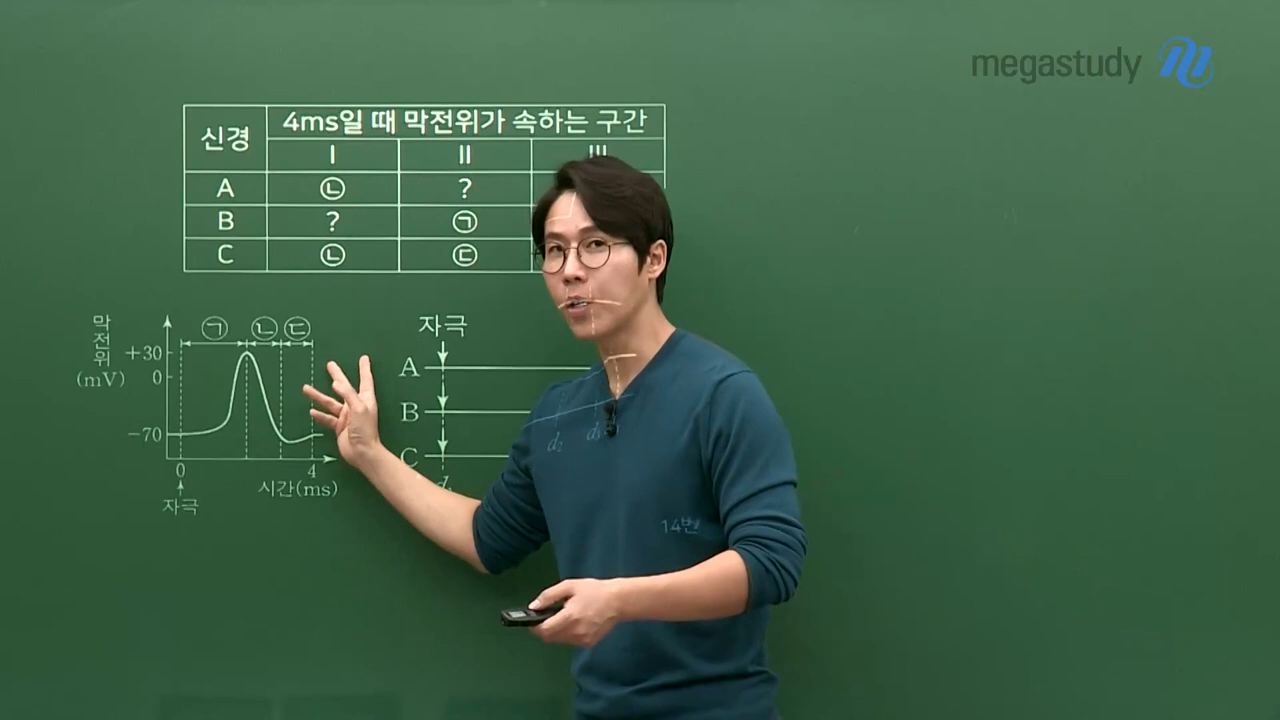 megastudy
신경 4ms일 때 막전위가 속하는 구간
I II III
A ㉡ ?
B ? ㉠
C ㉡ ㉢
막전위(mV)
㉠ ㉡ ㉢
+30
0
-70
0 4
시간(ms)
자극
자극
A
B
C
d₂ d₃
14번